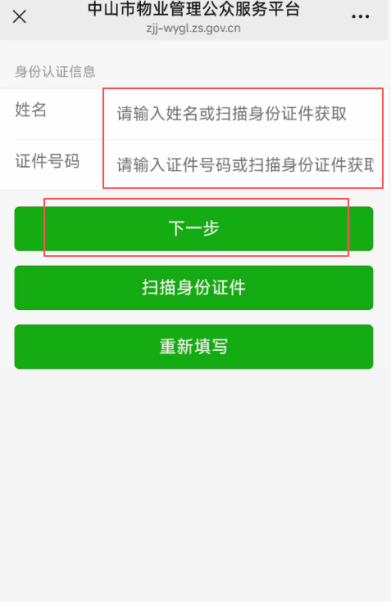 中山市物业管理公众服务平台
zjj-wygl.zs.gov.cn
身份认证信息
姓名 请输入姓名或扫描身份证件获取
证件号码 请输入证件号码或扫描身份证件获取
下一步
扫描身份证件
重新填写